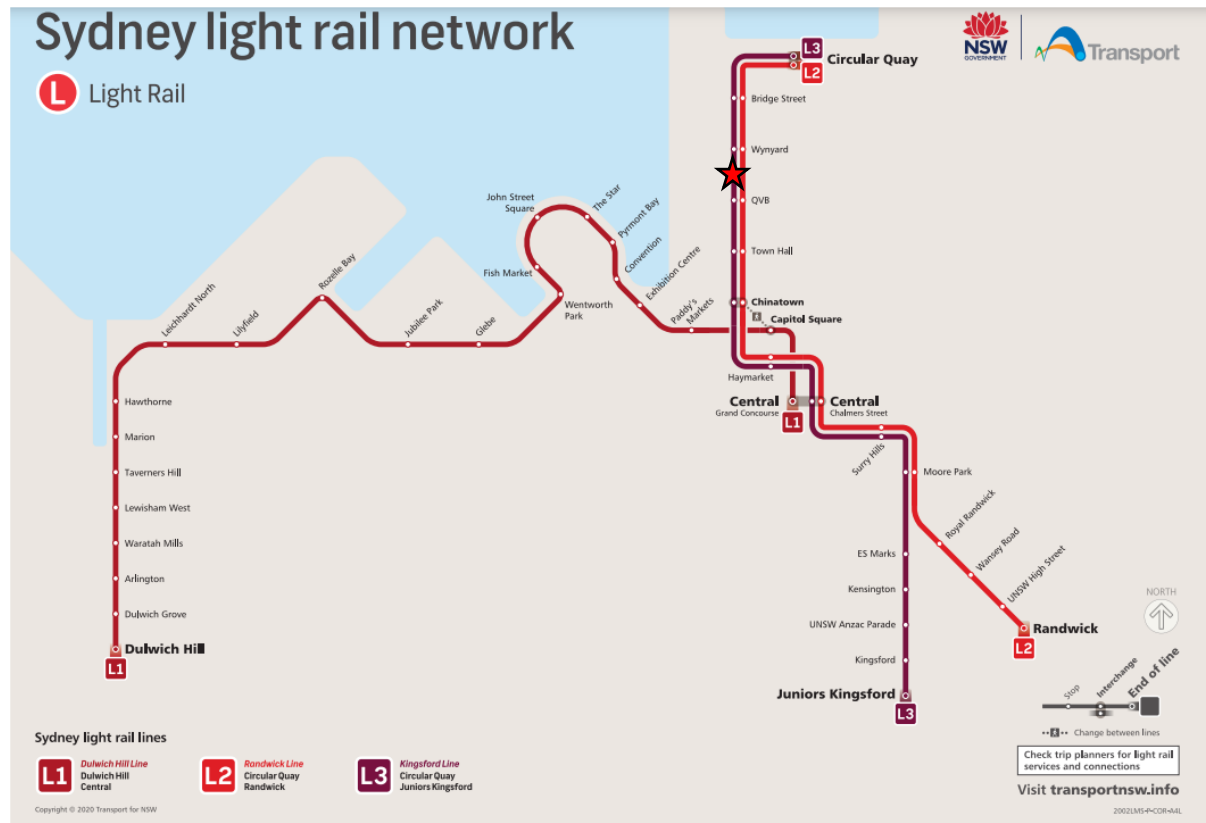 Sydney light rail network
L Light Rail
NSW
GOVERNMENT
Transport
L3
L2
Circular Quay
Bridge Street
Wynyard
QVB
Town Hall
Chinatown
Capitol Square
Haymarket
Central
Grand Concourse
L1
Central
Chalmers Street
Surry Hills
Moore Park
Royal Randwick
Wansey Road
UNSW High Street
Randwick
L2
ES Marks
Kensington
UNSW Anzac Parade
Kingsford
Juniors Kingsford
L3
Paddy's
Markets
Exhibition Centre
Convention
Pyrmont Bay
The Star
John Street
Square
Fish Market
Wentworth
Park
Glebe
Jubilee Park
Rozelle Bay
Lilyfield
Leichhardt North
Hawthorne
Marion
Taverners Hill
Lewisham West
Waratah Mills
Arlington
Dulwich Grove
Dulwich Hill
L1
NORTH
Stop
Interchange
End of line
Change between lines
Check trip planners for light rail
services and connections
Visit transportnsw.info
2002LMS-P-COR-A4L
Sydney light rail lines
L1
Dulwich Hill Line
Dulwich Hill
Central
L2
Randwick Line
Circular Quay
Randwick
L3
Kingsford Line
Circular Quay
Juniors Kingsford
Copyright © 2020 Transport for NSW